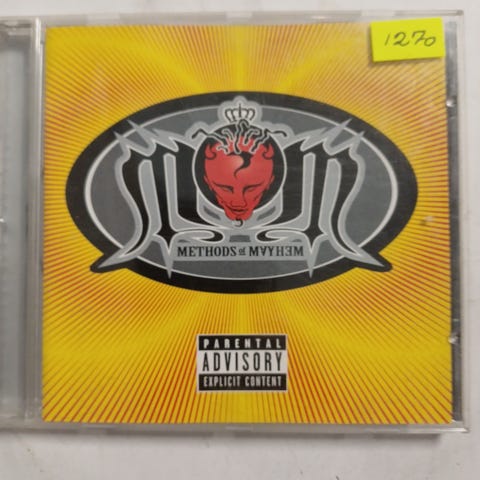 1270
METHODS of MAYHEM
PARENTAL
ADVISORY
EXPLICIT CONTENT